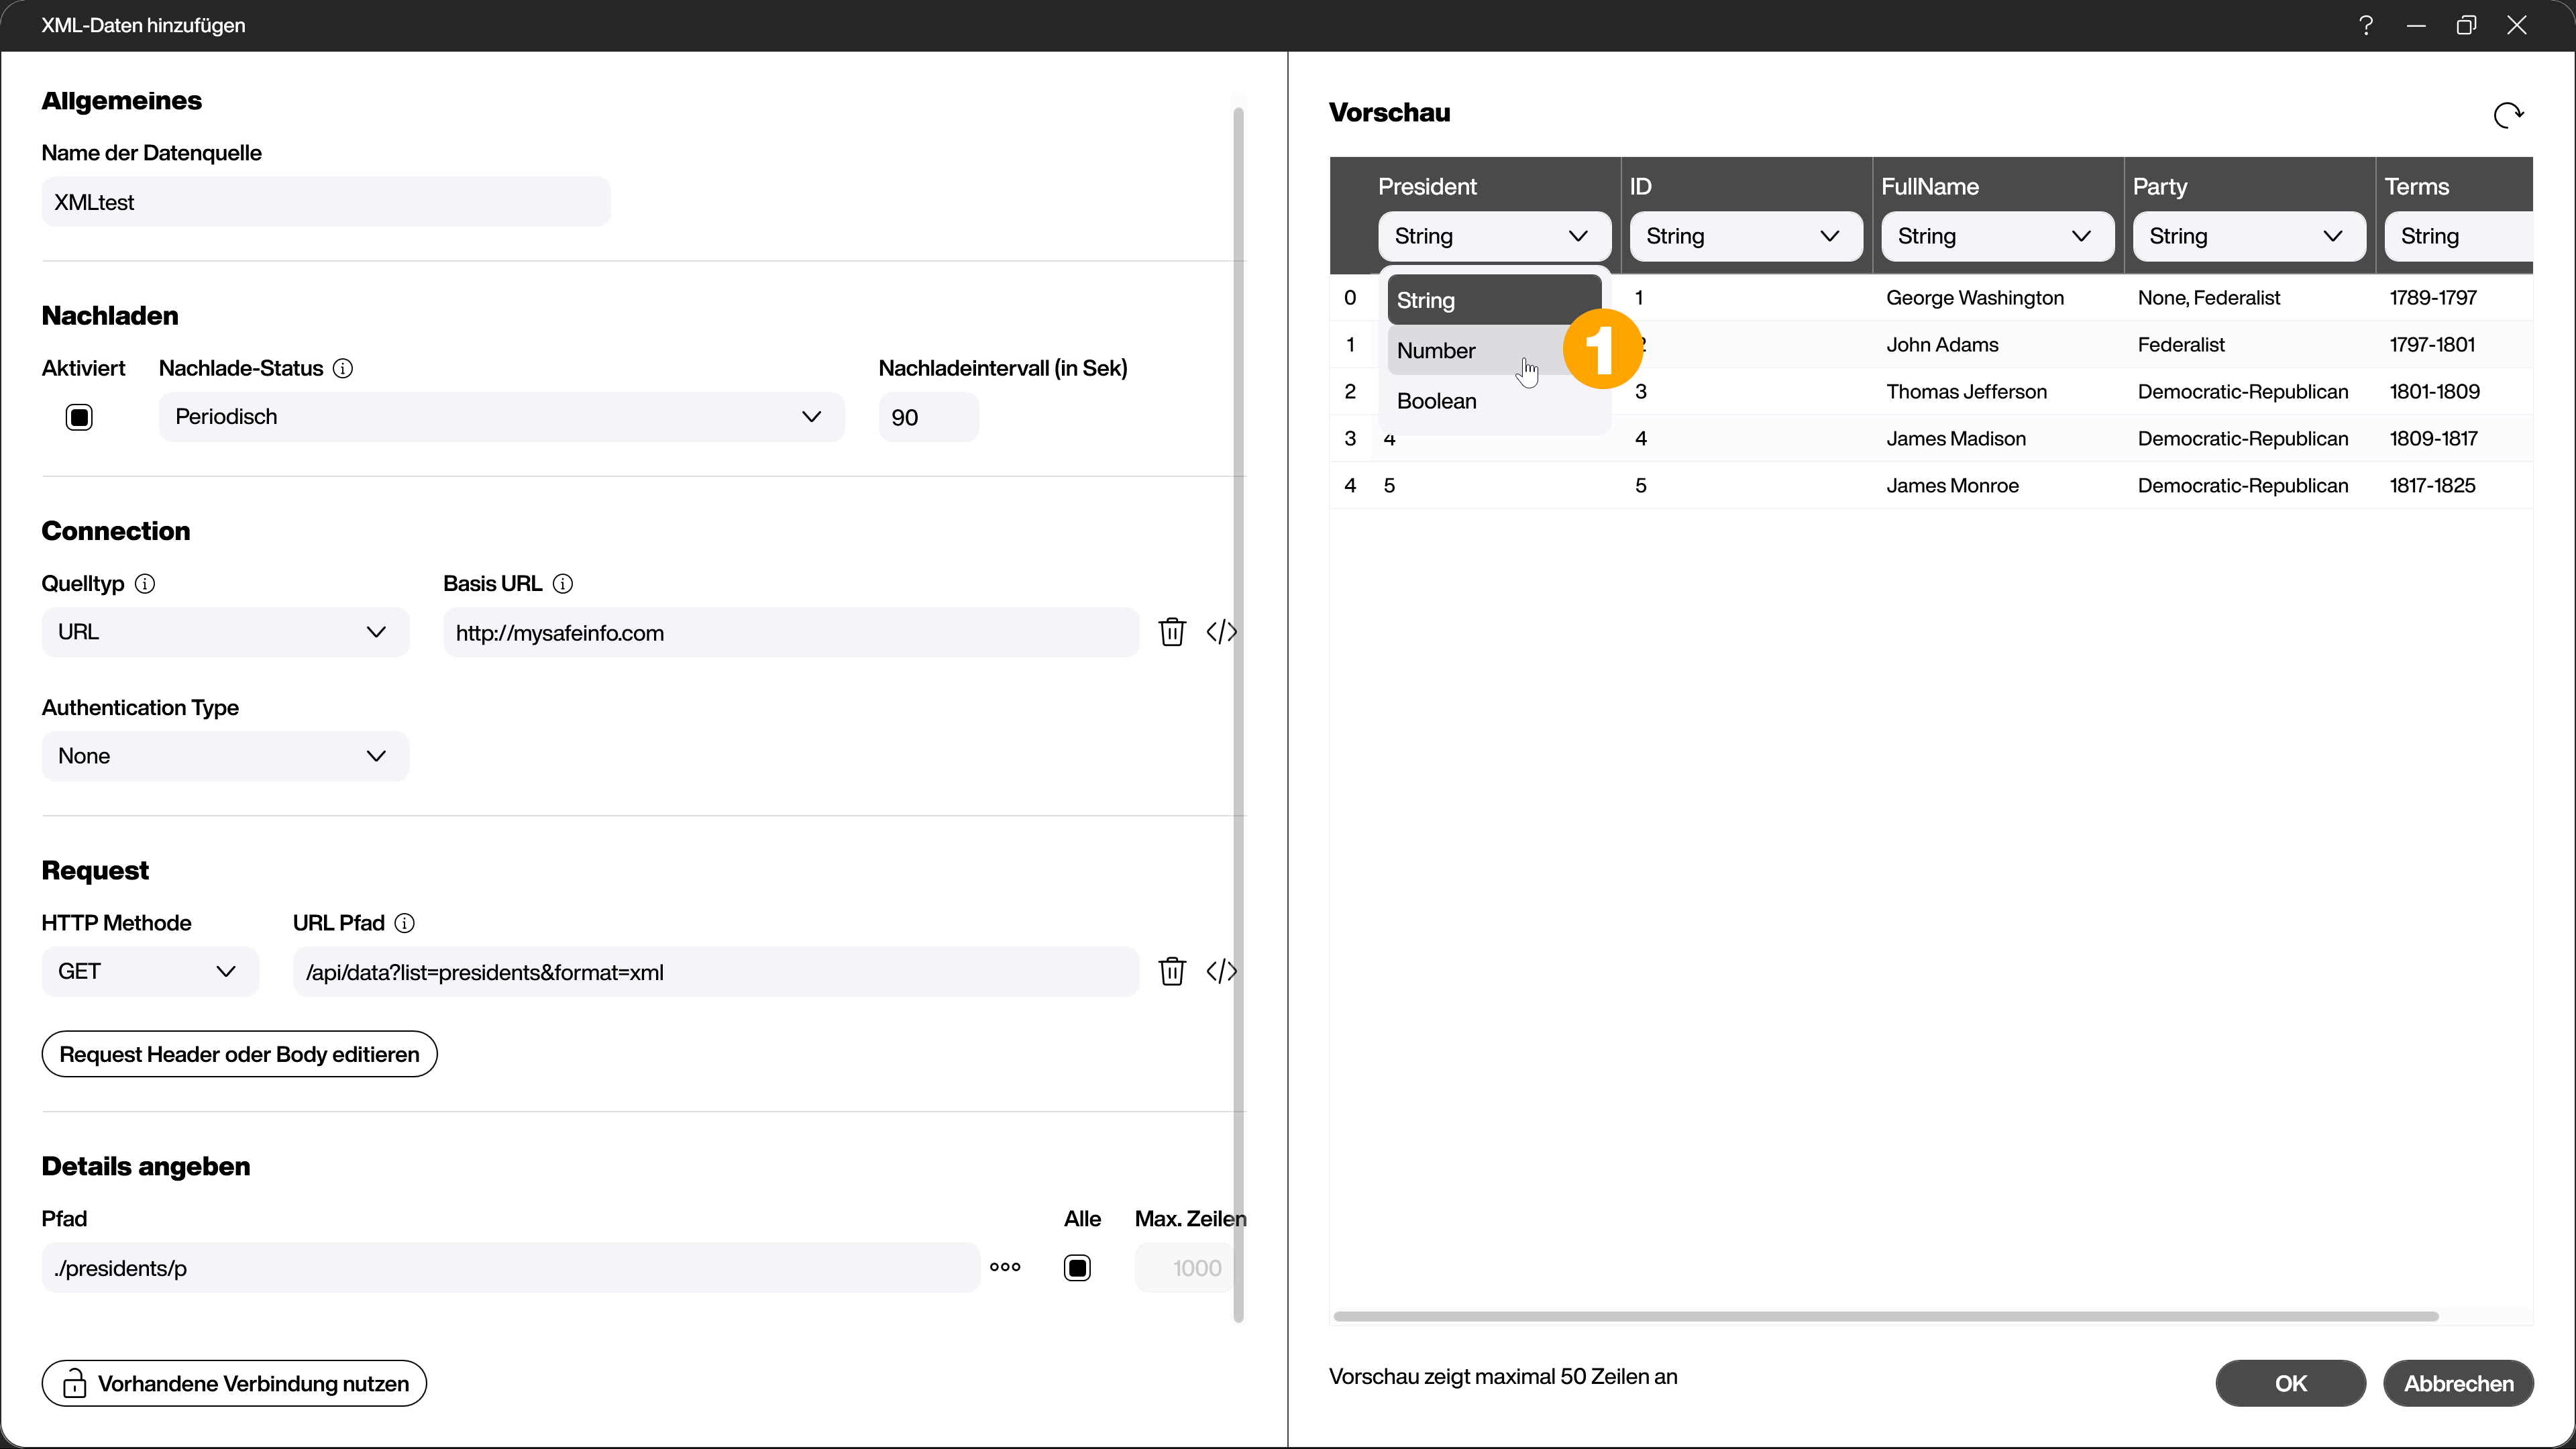 XML-Daten hinzufügen
Allgemeines
Name der Datenquelle
XMLtest
Nachladen
Aktiviert Nachlade-Status Nachladeintervall (in Sek)
Periodisch 90
Connection
Quelltyp Basis URL
URL http://mysafeinfo.com
Authentication Type
None
Request
HTTP Methode URL Pfad
GET /api/data?list=presidents&format=xml
Request Header oder Body editieren
Details angeben
Pfad Alle Max. Zeilen
./presidents/p 1000
Vorhandene Verbindung nutzen
Vorschau
President ID FullName Party Terms
String String String String String
String
Number
Boolean
1
0 1 George Washington None, Federalist 1789-1797
1 2 John Adams Federalist 1797-1801
2 3 Thomas Jefferson Democratic-Republican 1801-1809
3 4 4 James Madison Democratic-Republican 1809-1817
4 5 5 James Monroe Democratic-Republican 1817-1825
Vorschau zeigt maximal 50 Zeilen an
OK Abbrechen